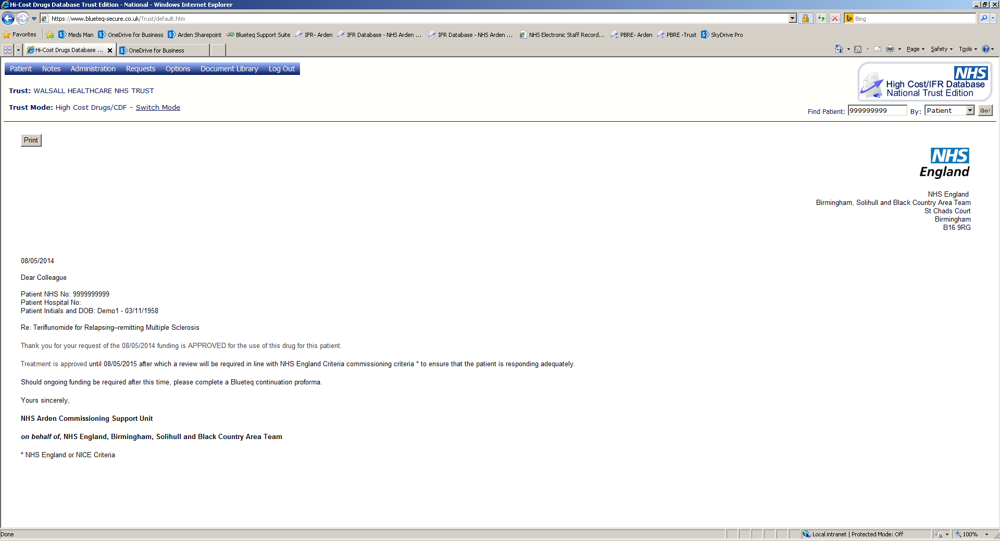 Hi-Cost Drugs Database Trust Edition - National - Windows Internet Explorer
https://www.blueteq-secure.co.uk/Trust/default.htm
Bing
Favorites Meds Man OneDrive for Business Arden Sharepoint Blueteq Support Suite IFR- Arden IFR Database - NHS Arden ... IFR Database - NHS Arden ... NHS Electronic Staff Record... PBRE- Arden PBRE -Trust SkyDrive Pro
Hi-Cost Drugs Database ... OneDrive for Business Page Safety Tools
Patient Notes Administration Requests Options Document Library Log Out
NHS
High Cost/IFR Database
National Trust Edition
Trust: WALSALL HEALTHCARE NHS TRUST
Trust Mode: High Cost Drugs/CDF - Switch Mode
Find Patient: 999999999 By: Patient Go!
Print
NHS
England
NHS England
Birmingham, Solihull and Black Country Area Team
St Chads Court
Birmingham
B16 9RG
08/05/2014
Dear Colleague
Patient NHS No: 9999999999
Patient Hospital No:
Patient Initials and DOB: Demo1 - 03/11/1958
Re: Teriflunomide for Relapsing–remitting Multiple Sclerosis
Thank you for your request of the 08/05/2014 funding is APPROVED for the use of this drug for this patient.
Treatment is approved until 08/05/2015 after which a review will be required in line with NHS England Criteria commissioning criteria * to ensure that the patient is responding adequately.
Should ongoing funding be required after this time, please complete a Blueteq continuation proforma.
Yours sincerely,
NHS Arden Commissioning Support Unit
on behalf of, NHS England, Birmingham, Solihull and Black Country Area Team
* NHS England or NICE Criteria
Done Local intranet | Protected Mode: Off 100%